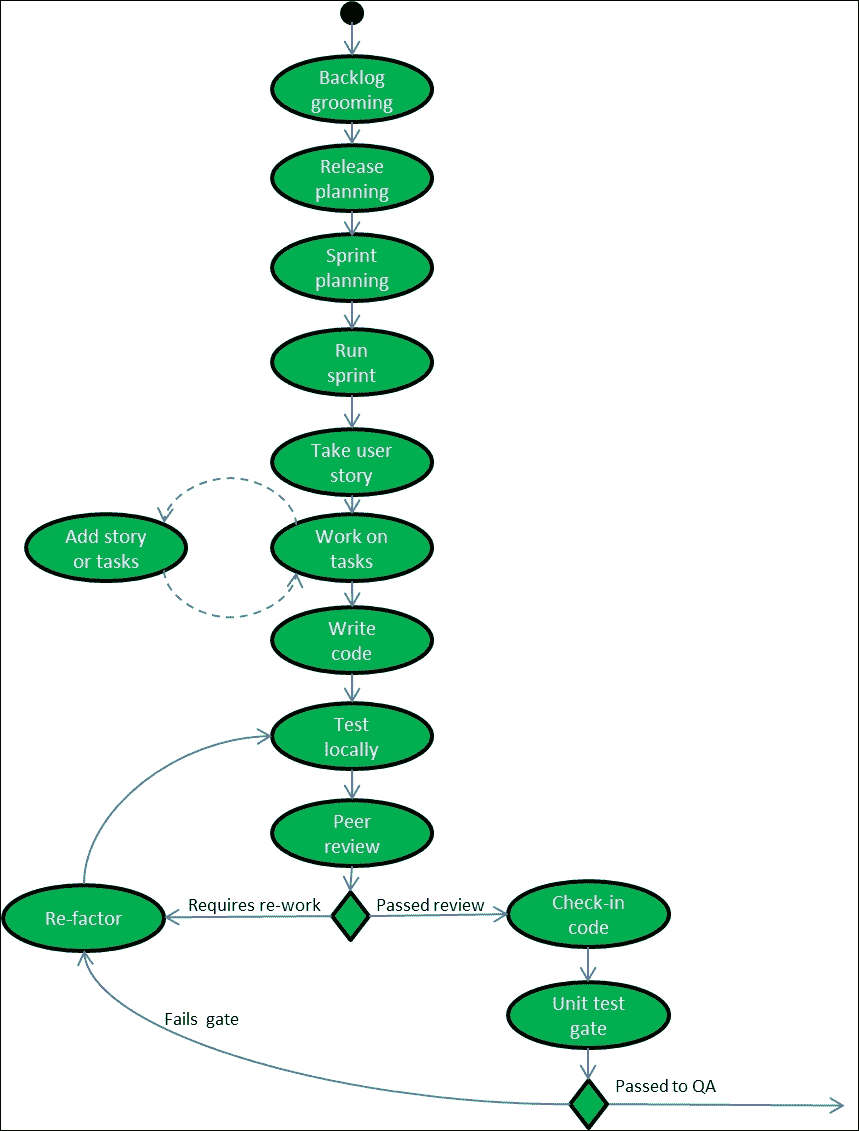 Backlog
grooming
Release
planning
Sprint
planning
Run
sprint
Take user
story
Add story
or tasks
Work on
tasks
Write
code
Test
locally
Peer
review
Re-factor
Requires re-work
Passed review
Check-in
code
Unit test
gate
Fails gate
Passed to QA